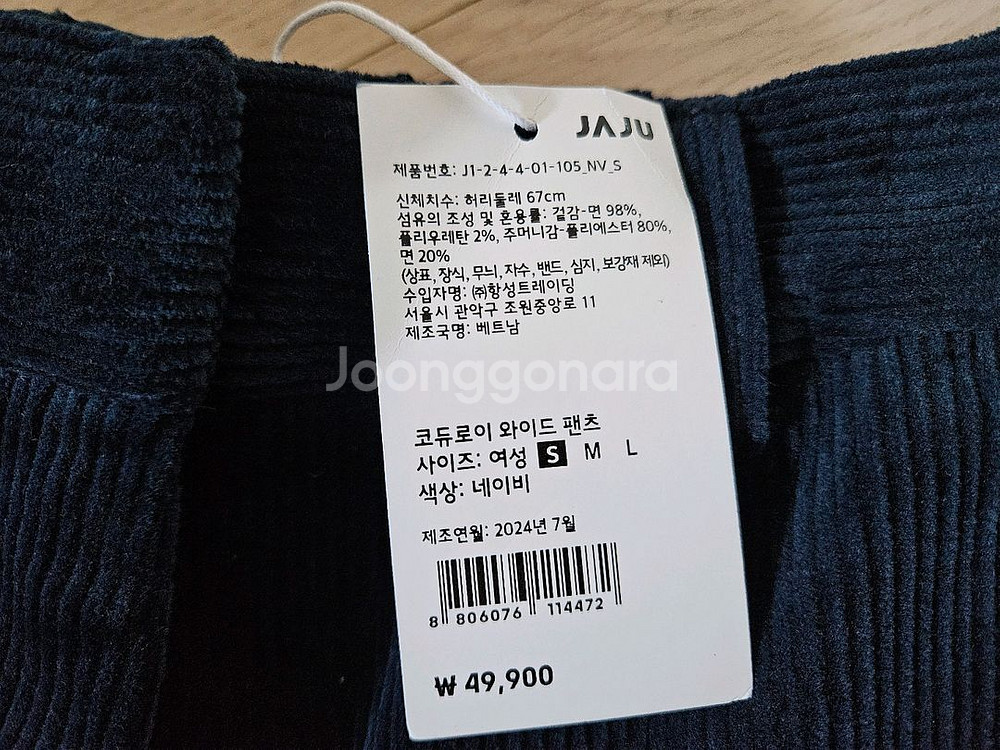 JAJU
제품번호: J1-2-4-4-01-105_NV_S
신체치수: 허리둘레 67cm
섬유의 조성 및 혼용률: 겉감-면 98%,
폴리우레탄 2%, 주머니감-폴리에스터 80%,
면 20%
(상표, 장식, 무늬, 자수, 밴드, 심지, 보강재 제외)
수입자명: ㈜항성트레이딩
서울시 관악구 조원중앙로 11
제조국명: 베트남
Joonggonara
코듀로이 와이드 팬츠
사이즈: 여성 S M L
색상: 네이비
제조연월: 2024년 7월
8 806076 114472
₩ 49,900